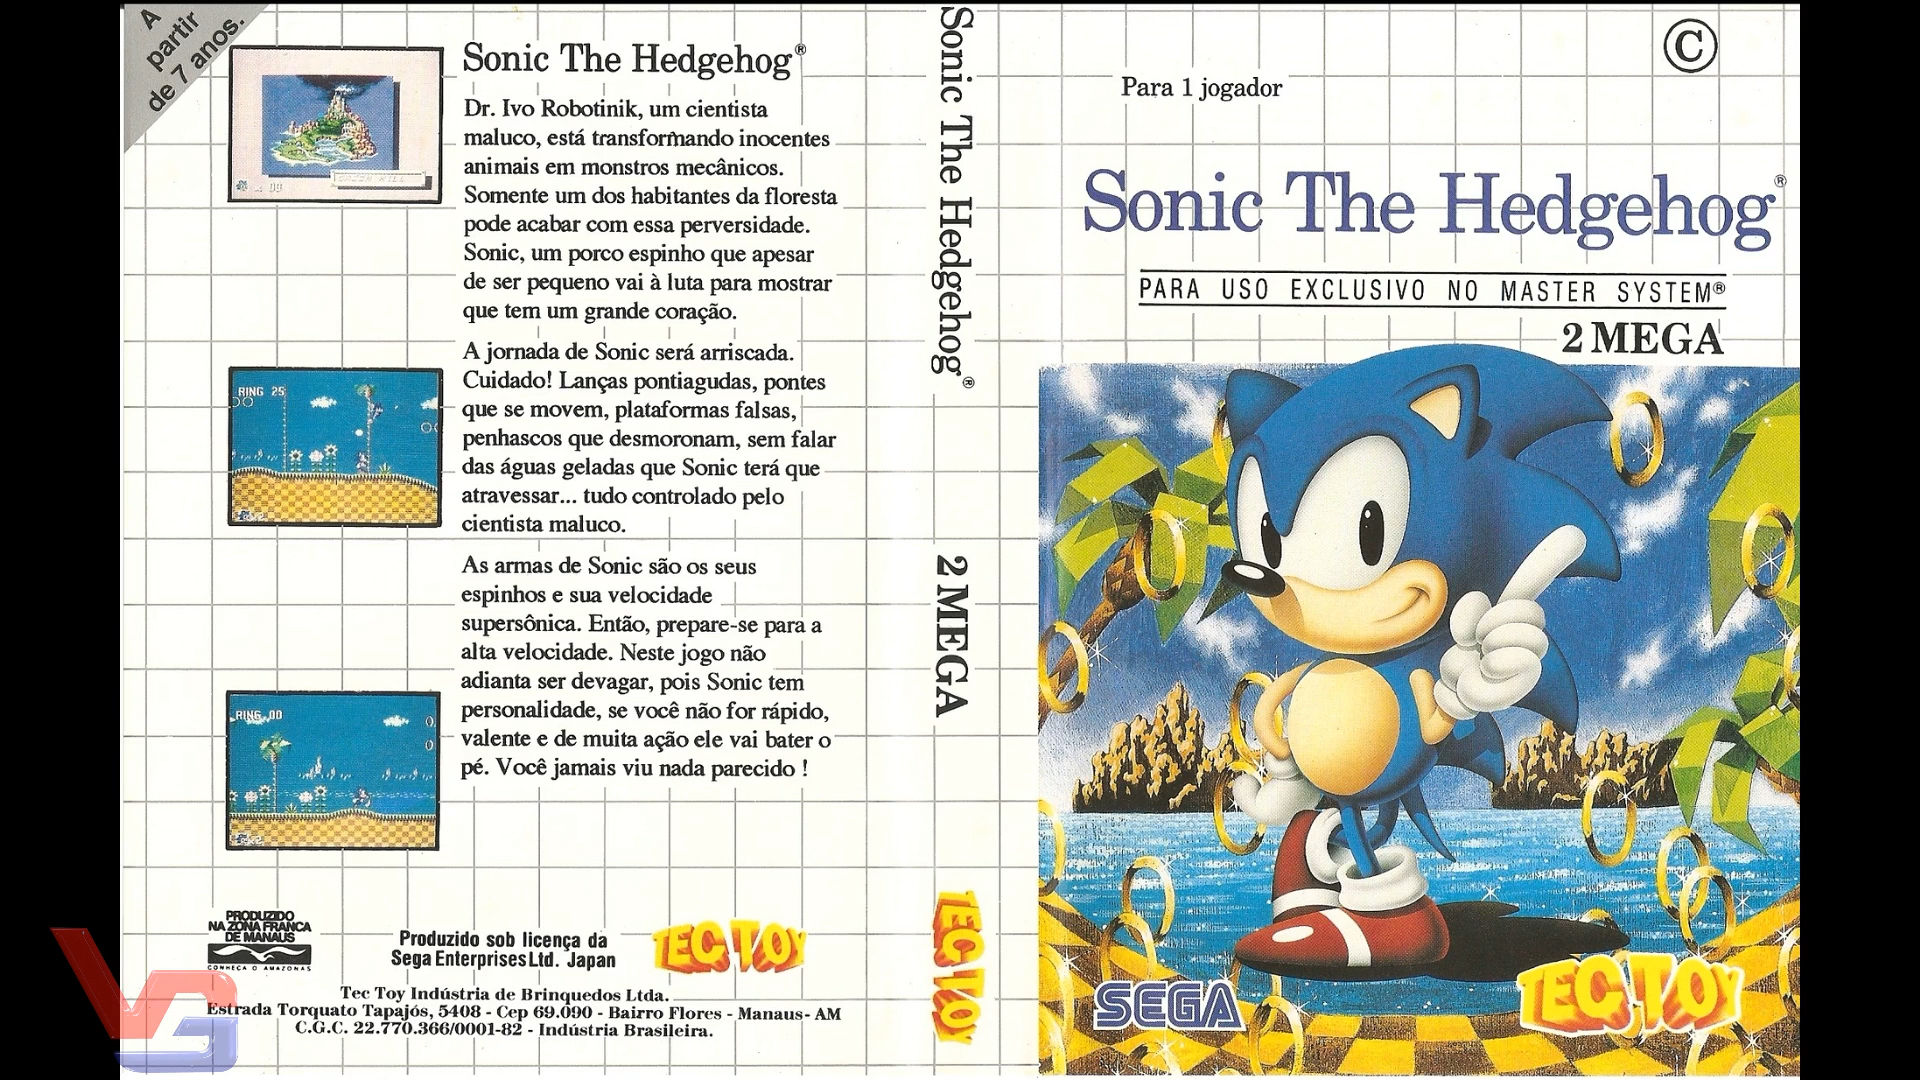 A
partir
de 7 anos.
Sonic The Hedgehog®
Dr. Ivo Robotinik, um cientista
maluco, está transformando inocentes
animais em monstros mecânicos.
Somente um dos habitantes da floresta
pode acabar com essa perversidade.
Sonic, um porco espinho que apesar
de ser pequeno vai à luta para mostrar
que tem um grande coração.
A jornada de Sonic será arriscada.
Cuidado! Lanças pontiagudas, pontes
que se movem, plataformas falsas,
penhascos que desmoronam, sem falar
das águas geladas que Sonic terá que
atravessar... tudo controlado pelo
cientista maluco.
As armas de Sonic são os seus
espinhos e sua velocidade
supersônica. Então, prepare-se para a
alta velocidade. Neste jogo não
adianta ser devagar, pois Sonic tem
personalidade, se você não for rápido,
valente e de muita ação ele vai bater o
pé. Você jamais viu nada parecido !
GREEN HILL
RING 25
RING 00
PRODUZIDO
NA ZONA FRANCA
DE MANAUS
CONHEÇA O AMAZONAS
Produzido sob licença da
Sega Enterprises Ltd. Japan
TEC TOY
Tec Toy Indústria de Brinquedos Ltda.
Estrada Torquato Tapajós, 5408 - Cep 69.090 - Bairro Flores - Manaus- AM
C.G.C. 22.770.366/0001-82 - Indústria Brasileira.
Sonic The Hedgehog®
2 MEGA
TEC TOY
©
Para 1 jogador
Sonic The Hedgehog®
PARA USO EXCLUSIVO NO MASTER SYSTEM®
2 MEGA
SEGA
TEC TOY